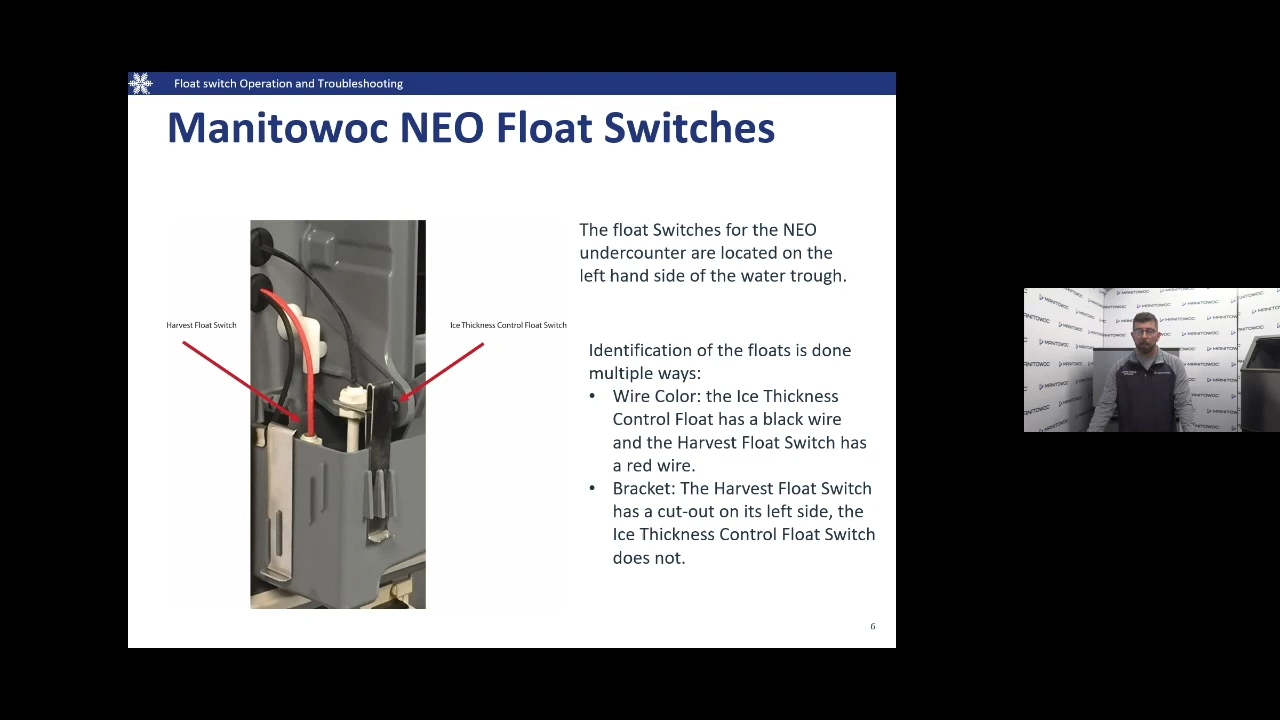 Float switch Operation and Troubleshooting
Manitowoc NEO Float Switches
The float Switches for the NEO
undercounter are located on the
left hand side of the water trough.
Harvest Float Switch
Ice Thickness Control Float Switch
Identification of the floats is done
multiple ways:
• Wire Color: the Ice Thickness
Control Float has a black wire
and the Harvest Float Switch has
a red wire.
• Bracket: The Harvest Float Switch
has a cut-out on its left side, the
Ice Thickness Control Float Switch
does not.
6
MANITOWOC